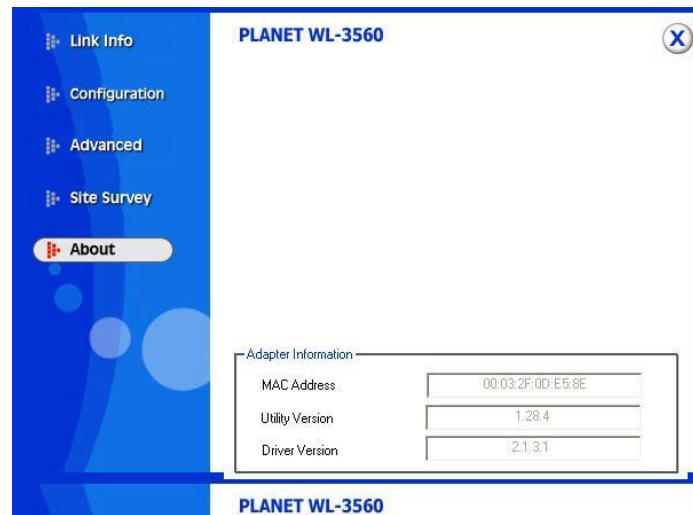 PLANET WL-3560
X
Link Info
Configuration
Advanced
Site Survey
About
Adapter Information
MAC Address 00:03:2F:0D:E5:8E
Utility Version 1.28.4
Driver Version 2.1.3.1
PLANET WL-3560